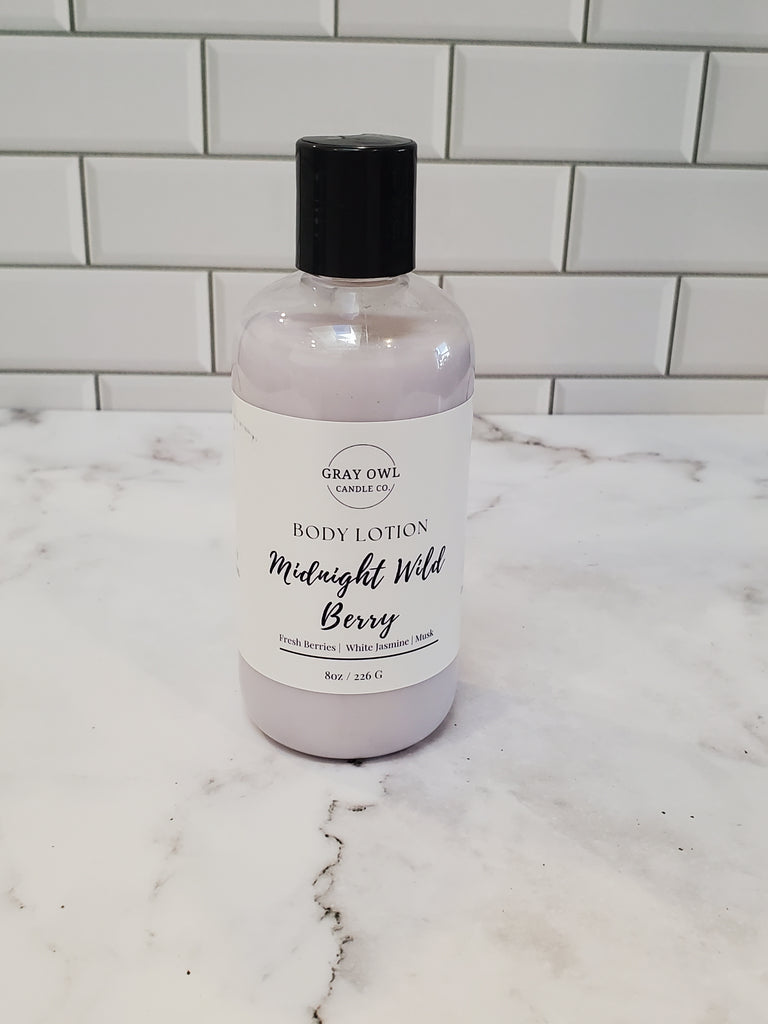 GRAY OWL
CANDLE CO.
BODY LOTION
Midnight Wild
Berry
Fresh Berries | White Jasmine | Musk
8oz / 226 G